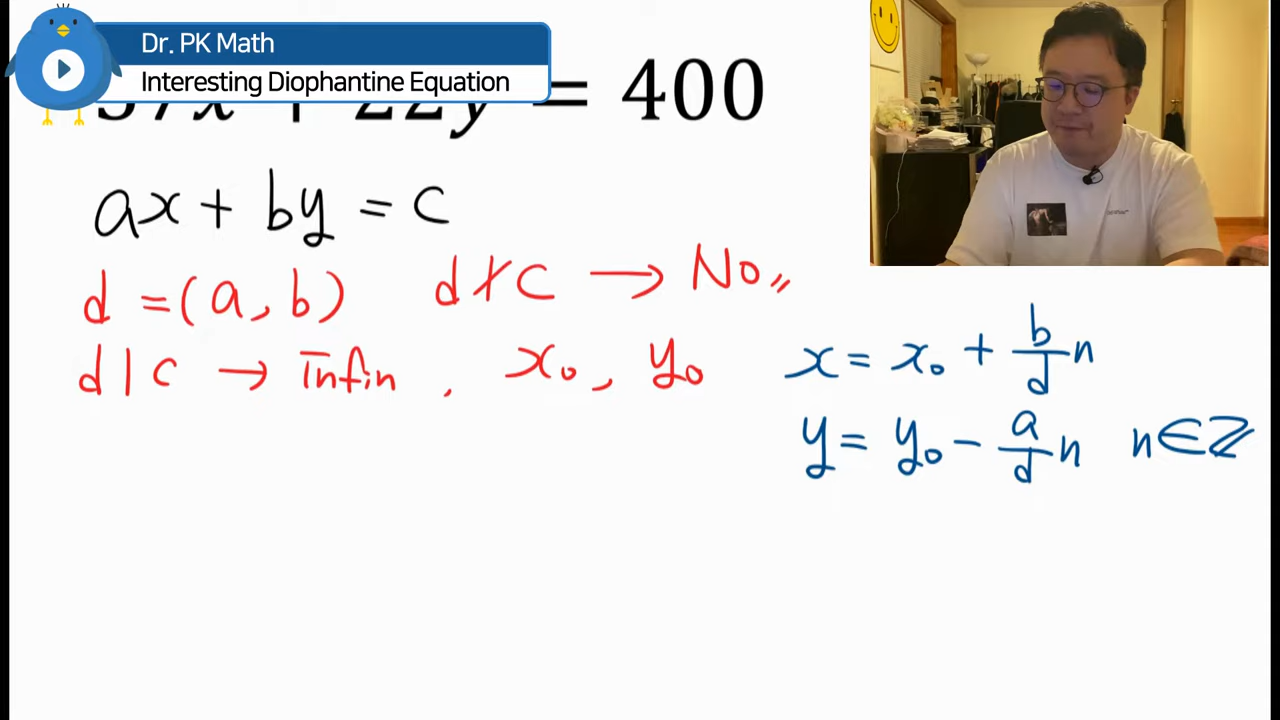 Dr. PK Math
Interesting Diophantine Equation
= 400
ax + by = c
d = (a, b) d ∤ c → No,,
d | c → Infin , x₀, y₀
x = x₀ + b/d n
y = y₀ − a/d n n ∈ ℤ